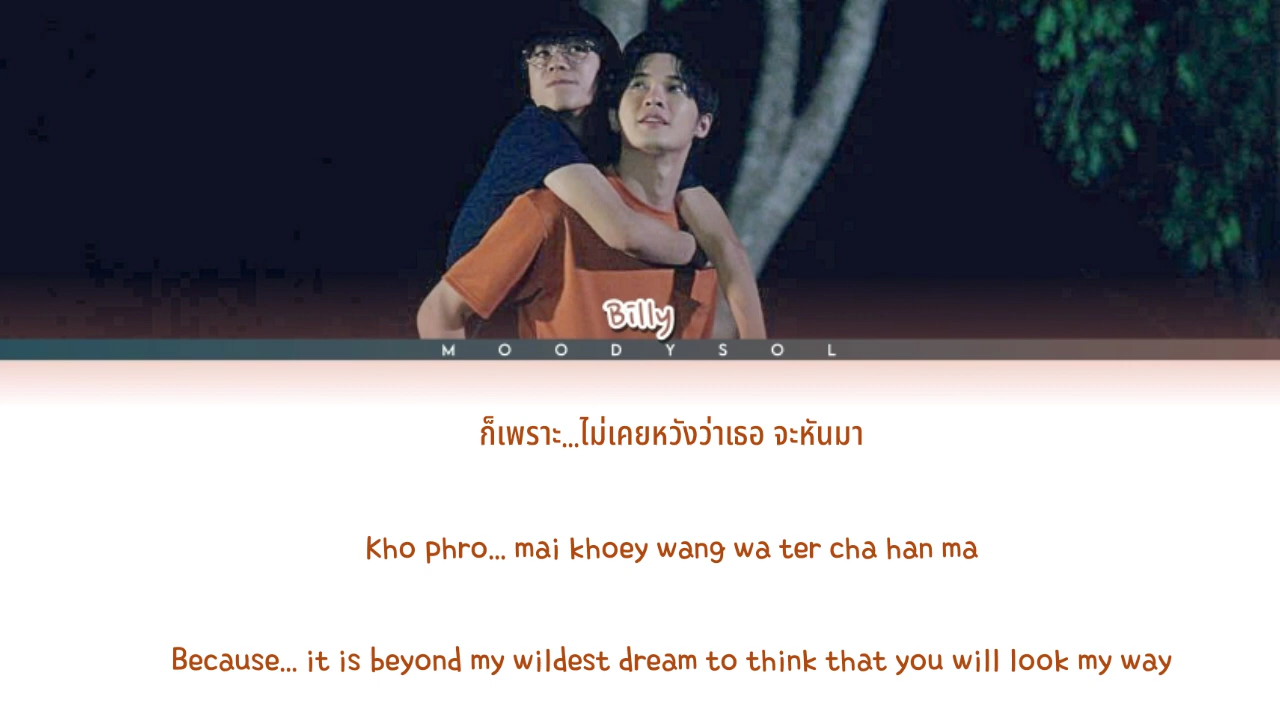 Billy
MOODYSOL
ก็เพราะ...ไม่เคยหวังว่าเธอ จะหันมา
Kho phro... mai khoey wang wa ter cha han ma
Because... it is beyond my wildest dream to think that you will look my way